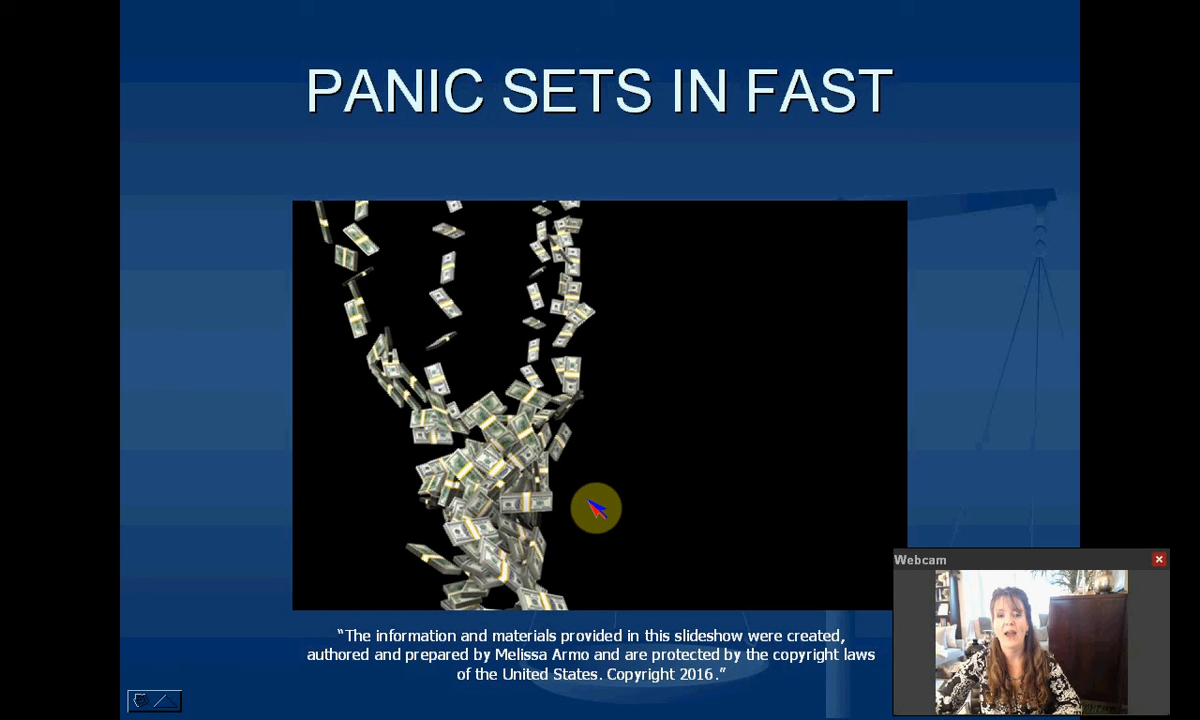 PANIC SETS IN FAST
Webcam
“The information and materials provided in this slideshow were created,
authored and prepared by Melissa Armo and are protected by the copyright laws
of the United States. Copyright 2016.”